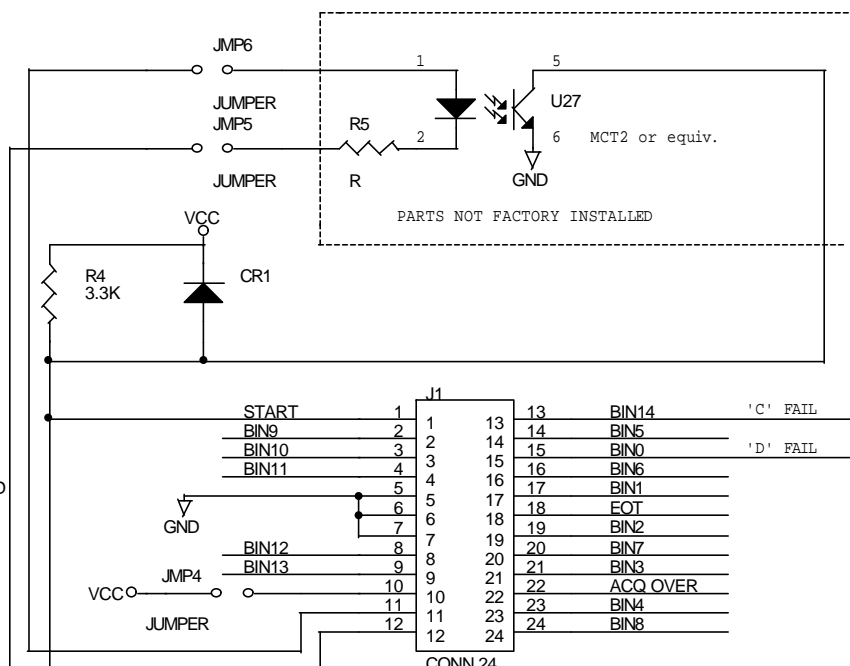 JMP6
JUMPER
JMP5
JUMPER
R5
R
1
2
5
6
U27
MCT2 or equiv.
GND
PARTS NOT FACTORY INSTALLED
VCC
R4
3.3K
CR1
J1
START 1 1 13 13 BIN14 'C' FAIL
BIN9 2 2 14 14 BIN5
BIN10 3 3 15 15 BIN0 'D' FAIL
BIN11 4 4 16 16 BIN6
5 5 17 17 BIN1
GND 6 6 18 18 EOT
7 7 19 19 BIN2
BIN12 8 8 20 20 BIN7
BIN13 9 9 21 21 BIN3
VCC JMP4 10 10 22 22 ACQ OVER
JUMPER 11 11 23 23 BIN4
12 12 24 24 BIN8
CONN 24